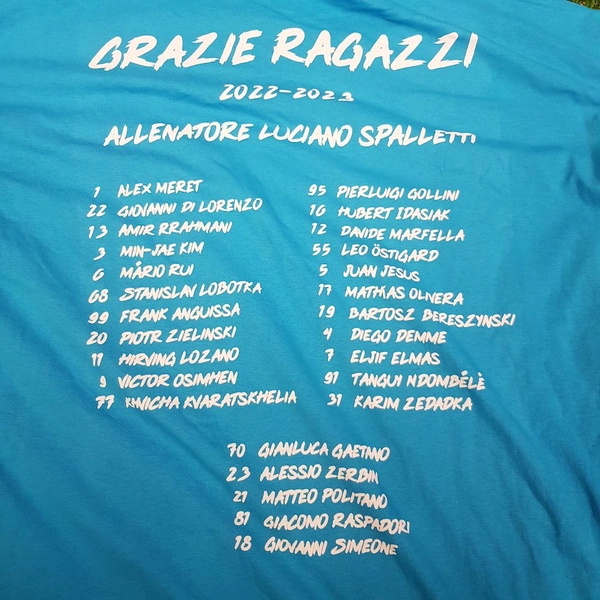 GRAZIE RAGAZZI
2022-2023
ALLENATORE LUCIANO SPALLETTI
1 ALEX MERET
22 GIOVANNI DI LORENZO
13 AMIR RRAHMANI
3 MIN-JAE KIM
6 MÁRIO RUI
68 STANISLAV LOBOTKA
99 FRANK ANGUISSA
20 PIOTR ZIELINSKI
11 HIRVING LOZANO
9 VICTOR OSIMHEN
77 KHVICHA KVARATSKHELIA
95 PIERLUIGI GOLLINI
16 HUBERT IDASIAK
12 DAVIDE MARFELLA
55 LEO ÖSTIGARD
5 JUAN JESUS
17 MATHIAS OLIVERA
19 BARTOSZ BERESZYNSKI
4 DIEGO DEMME
7 ELJIF ELMAS
91 TANGUI NDOMBÉLÈ
31 KARIM ZEDADKA
70 GIANLUCA GAETANO
23 ALESSIO ZERBIN
21 MATTEO POLITANO
81 GIACOMO RASPADORI
18 GIOVANNI SIMEONE